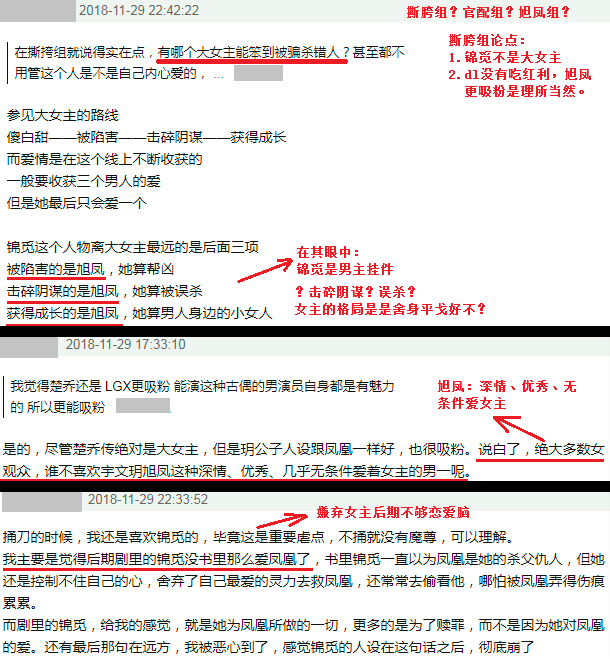 2018-11-29 22:42:22
撕胯组？官配组？旭凤组？
在撕胯组就说得实在点，有哪个大女主能笨到被骗杀错人？甚至都不
用管这个人是不是自己内心爱的， ...
撕胯组论点：
1.锦觅不是大女主
2.dl没有吃红利，旭凤
更吸粉是理所当然。
参见大女主的路线
傻白甜——被陷害——击碎阴谋——获得成长
而爱情是在这个线上不断收获的
一般要收获三个男人的爱
但是她最后只会爱一个
锦觅这个人物离大女主最远的是后面三项
被陷害的是旭凤，她算帮凶
击碎阴谋的是旭凤，她算被误杀
获得成长的是旭凤，她算男人身边的小女人
在其眼中：
锦觅是男主挂件
？击碎阴谋？误杀？
女主的格局是是舍身平戈好不？
2018-11-29 17:33:10
我觉得楚乔还是 LGX更吸粉 能演这种古偶的男演员自身都是有魅力
的 所以更能吸粉
旭凤：深情、优秀、无
条件爱女主
是的，尽管楚乔传绝对是大女主，但是玥公子人设跟凤凰一样好，也很吸粉。说白了，绝大多数女
观众，谁不喜欢宇文玥旭凤这种深情、优秀、几乎无条件爱着女主的男一呢。
2018-11-29 22:33:52
嫌弃女主后期不够恋爱脑
捅刀的时候，我还是喜欢锦觅的，毕竟这是重要虐点，不捅就没有魔尊，可以理解。
我主要是觉得后期剧里的锦觅没书里那么爱凤凰了，书里锦觅一直以为凤凰是她的杀父仇人，但她
还是控制不住自己的心，舍弃了自己最爱的灵力去救凤凰，还常常去偷看他，哪怕被凤凰弄得伤痕
累累。
而剧里的锦觅，给我的感觉，就是她为凤凰所做的一切，更多的是为了赎罪，而不是因为她对凤凰
的爱。还有最后那句在远方，我被恶心到了，感觉锦觅的人设在这句话之后，彻底崩了